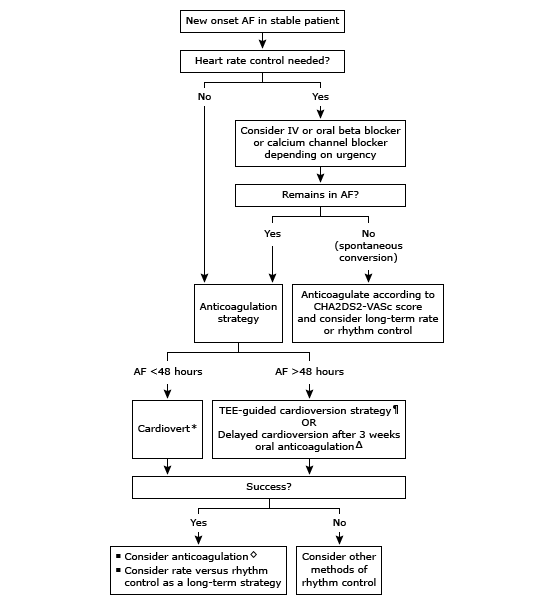 New onset AF in stable patient
Heart rate control needed?
No
Yes
Consider IV or oral beta blocker
or calcium channel blocker
depending on urgency
Remains in AF?
Yes
No
(spontaneous
conversion)
Anticoagulation
strategy
Anticoagulate according to
CHA2DS2-VASc score
and consider long-term rate
or rhythm control
AF <48 hours
AF >48 hours
Cardiovert*
TEE-guided cardioversion strategy¶
OR
Delayed cardioversion after 3 weeks
oral anticoagulationΔ
Success?
Yes
No
▪ Consider anticoagulation◇
▪ Consider rate versus rhythm
control as a long-term strategy
Consider other
methods of
rhythm control